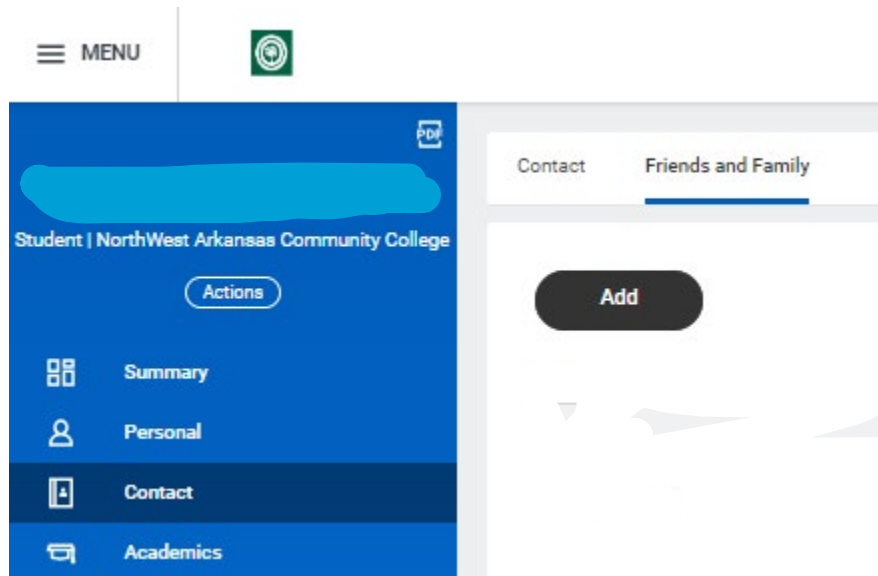 MENU
PDF
Student | NorthWest Arkansas Community College
Actions
Summary
Personal
Contact
Academics
Contact
Friends and Family
Add